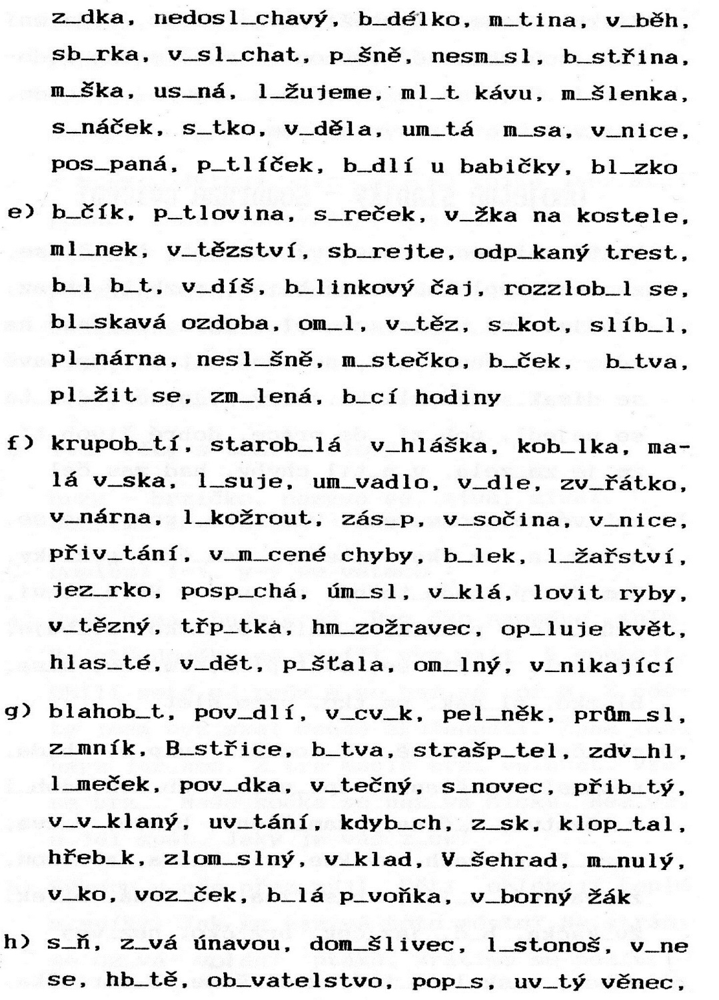 z_dka, nedosl_chavý, b_délko, m_tina, v_běh,
sb_rka, v_sl_chat, p_šně, nesm_sl, b_střina,
m_ška, us_ná, l_žujeme, ml_t kávu, m_šlenka,
s_náček, s_tko, v_děla, um_tá m_sa, v_nice,
pos_paná, p_tlíček, b_dlí u babičky, bl_zko
e) b_čík, p_tlovina, s_reček, v_žka na kostele,
ml_nek, v_tězství, sb_rejte, odp_kaný trest,
b_l b_t, v_díš, b_linkový čaj, rozzlob_l se,
bl_skavá ozdoba, om_l, v_těz, s_kot, slíb_l,
pl_nárna, nesl_šně, m_stečko, b_ček, b_tva,
pl_žit se, zm_lená, b_cí hodiny
f) krupob_tí, starob_lá v_hláška, kob_lka, ma-
lá v_ska, l_suje, um_vadlo, v_dle, zv_řátko,
v_nárna, l_kožrout, zás_p, v_sočina, v_nice,
přiv_tání, v_m_cené chyby, b_lek, l_žařství,
jez_rko, posp_chá, úm_sl, v_klá, lovit ryby,
v_tězný, třp_tka, hm_zožravec, op_luje květ,
hlas_té, v_dět, p_šťala, om_lný, v_nikající
g) blahob_t, pov_dlí, v_cv_k, pel_něk, prům_sl,
z_mník, B_střice, b_tva, strašp_tel, zdv_hl,
l_meček, pov_dka, v_tečný, s_novec, přib_tý,
v_v_klaný, uv_tání, kdyb_ch, z_sk, klop_tal,
hřeb_k, zlom_slný, v_klad, V_šehrad, m_nulý,
v_ko, voz_ček, b_lá p_voňka, v_borný žák
h) s_ň, z_vá únavou, dom_šlivec, l_stonoš, v_ne
se, hb_tě, ob_vatelstvo, pop_s, uv_tý věnec,